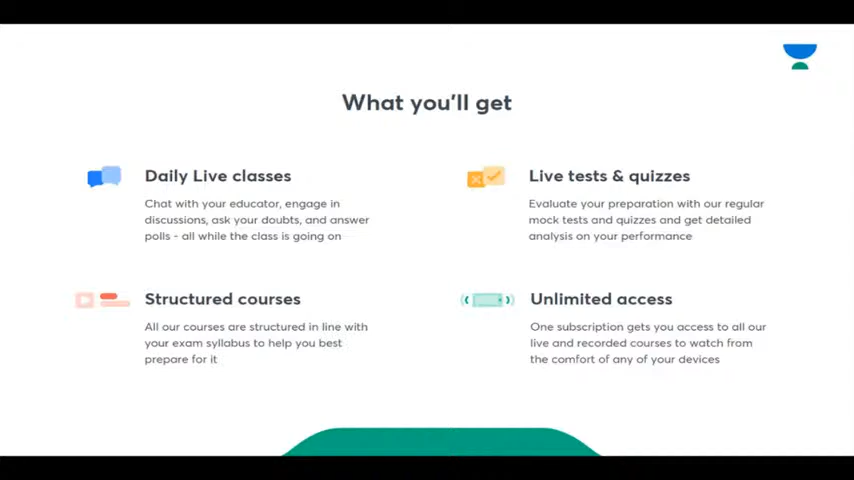 What you'll get
Daily Live classes
Chat with your educator, engage in
discussions, ask your doubts, and answer
polls - all while the class is going on
Live tests & quizzes
Evaluate your preparation with our regular
mock tests and quizzes and get detailed
analysis on your performance
Structured courses
All our courses are structured in line with
your exam syllabus to help you best
prepare for it
Unlimited access
One subscription gets you access to all our
live and recorded courses to watch from
the comfort of any of your devices